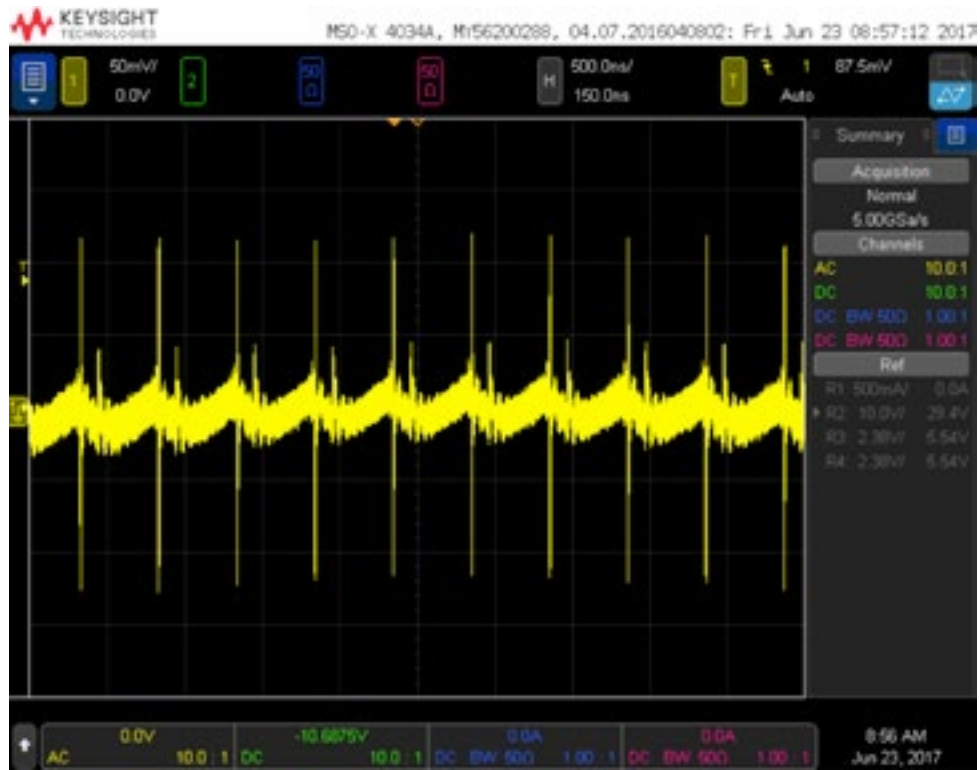 KEYSIGHT
TECHNOLOGIES
MSO-X 4034A, MY56200288, 04.07.2016040802: Fri Jun 23 08:57:12 2017
1 50mV/ 2 50Ω 50Ω H 500.0ns/ T 1 87.5mV
0.0V 150.0ns Auto
Summary
Acquisition
Normal
5.00GSa/s
Channels
AC 10.0:1
DC 10.0:1
DC BW 50Ω 1.00:1
DC BW 50Ω 1.00:1
Ref
R1: 500mA/ 0.0A
R2: 10.0V/ 29.4V
R3: 2.38V/ 5.54V
R4: 2.38V/ 5.54V
T
0.0V -10.6875V 0.0A 0.0A 8:56 AM
AC 10.0 : 1 DC 10.0 : 1 DC BW 50Ω 1.00 : 1 DC BW 50Ω 1.00 : 1 Jun 23, 2017